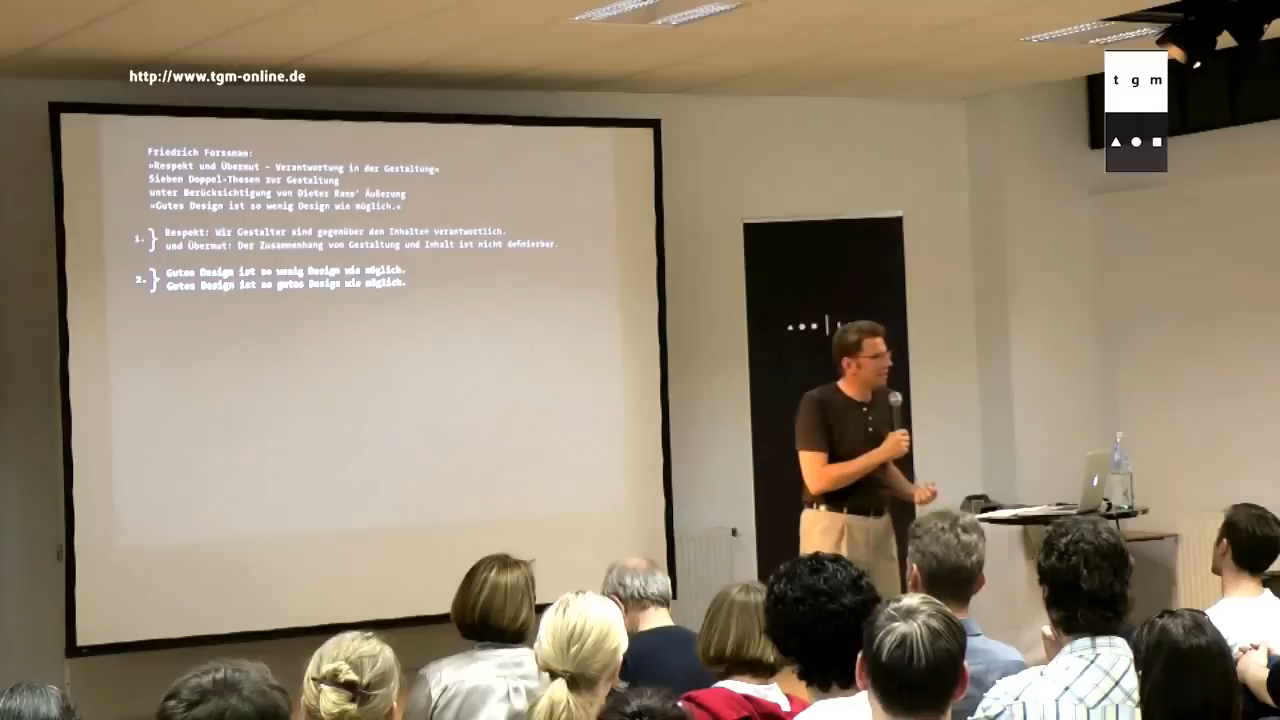 http://www.tgm-online.de
t g m
Friedrich Forssman:
»Respekt und Übermut – Verantwortung in der Gestaltung«
Sieben Doppel-Thesen zur Gestaltung
unter Berücksichtigung von Dieter Rams’ Äußerung
»Gutes Design ist so wenig Design wie möglich.«
1. } Respekt: Wir Gestalter sind gegenüber den Inhalten verantwortlich.
und Übermut: Der Zusammenhang von Gestaltung und Inhalt ist nicht definierbar.
2. } Gutes Design ist so wenig Design wie möglich.
Gutes Design ist so gutes Design wie möglich.